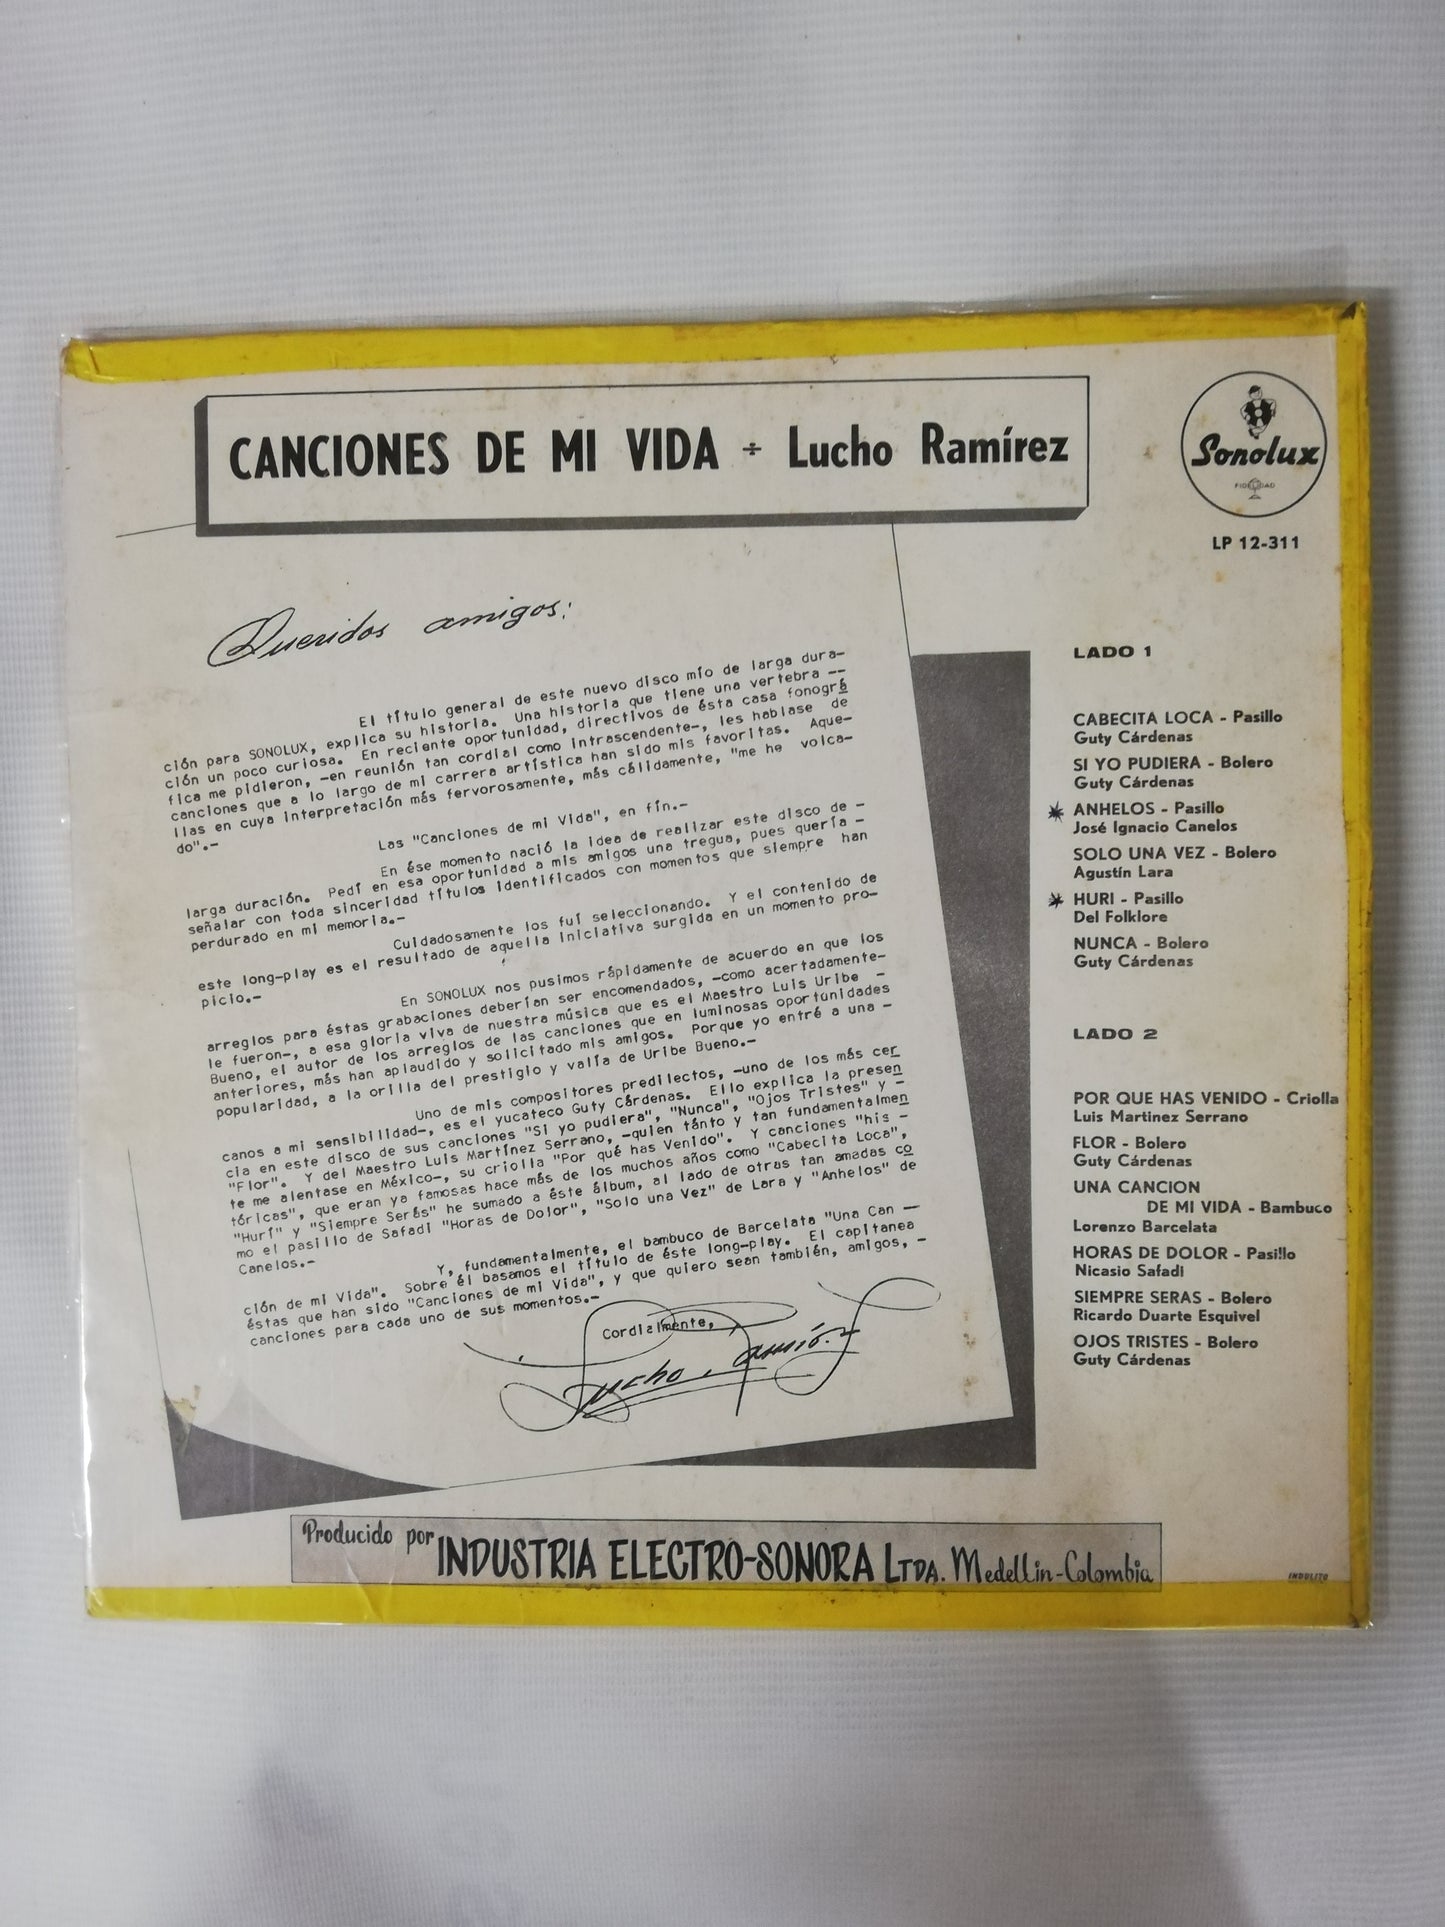 CANCIONES DE MI VIDA ÷ Lucho Ramírez
Sonolux
FIDELIDAD
LP 12-311
Queridos amigos:
El título general de este nuevo disco mío de larga dura-
ción para SONOLUX, explica su historia. Una historia que tiene una vertebra --
ción un poco curiosa. En reciente oportunidad, directivos de ésta casa fonográ
fica me pidieron, -en reunión tan cordial como intrascendente-, les hablase de
canciones que a lo largo de mi carrera artística han sido mis favoritas. Aque-
llas en cuya interpretación más fervorosamente, más cálidamente, "me he volca-
do".-
Las "Canciones de mi Vida", en fín.-
En ése momento nació la idea de realizar este disco de -
larga duración. Pedí en esa oportunidad a mis amigos una tregua, pues quería -
señalar con toda sinceridad títulos identificados con momentos que siempre han
perdurado en mi memoria.-
Cuidadosamente los fuí seleccionando. Y el contenido de
este long-play es el resultado de aquella iniciativa surgida en un momento pro-
picio.-
En SONOLUX nos pusimos rápidamente de acuerdo en que los
arreglos para éstas grabaciones deberían ser encomendados, -como acertadamente-
le fueron-, a esa gloria viva de nuestra música que es el Maestro Luis Uribe -
Bueno, el autor de los arreglos de las canciones que en luminosas oportunidades
anteriores, más han aplaudido y solicitado mis amigos. Porque yo entré a una -
popularidad, a la orilla del prestigio y valía de Uribe Bueno.-
Uno de mis compositores predilectos, -uno de los más cer
canos a mi sensibilidad-, es el yucateco Guty Cárdenas. Ello explica la presen
cia en este disco de sus canciones "Si yo pudiera", "Nunca", "Ojos Tristes" y -
"Flor". Y del Maestro Luis Martínez Serrano, -quien tánto y tan fundamentalmen
te me alentase en México-, su criolla "Por qué has Venido". Y canciones "his -
tóricas", que eran ya famosas hace más de los muchos años como "Cabecita Loca",
"Hurí" y "Siempre Serás" he sumado a éste álbum, al lado de otras tan amadas co
mo el pasillo de Safadi "Horas de Dolor", "Solo una Vez" de Lara y "Anhelos" de
Canelos.-
Y, fundamentalmente, el bambuco de Barcelata "Una Can --
ción de mi Vida". Sobre él basamos el título de éste long-play. El capitanea
éstas que han sido "Canciones de mi Vida", y que quiero sean también, amigos, -
canciones para cada uno de sus momentos.-
Cordialmente,
Lucho Ramírez
LADO 1
CABECITA LOCA - Pasillo
Guty Cárdenas
SI YO PUDIERA - Bolero
Guty Cárdenas
ANHELOS - Pasillo
José Ignacio Canelos
SOLO UNA VEZ - Bolero
Agustín Lara
HURI - Pasillo
Del Folklore
NUNCA - Bolero
Guty Cárdenas
LADO 2
POR QUE HAS VENIDO - Criolla
Luis Martinez Serrano
FLOR - Bolero
Guty Cárdenas
UNA CANCION
DE MI VIDA - Bambuco
Lorenzo Barcelata
HORAS DE DOLOR - Pasillo
Nicasio Safadi
SIEMPRE SERAS - Bolero
Ricardo Duarte Esquivel
OJOS TRISTES - Bolero
Guty Cárdenas
Producido por INDUSTRIA ELECTRO-SONORA LTDA. Medellin-Colombia
INDULITO